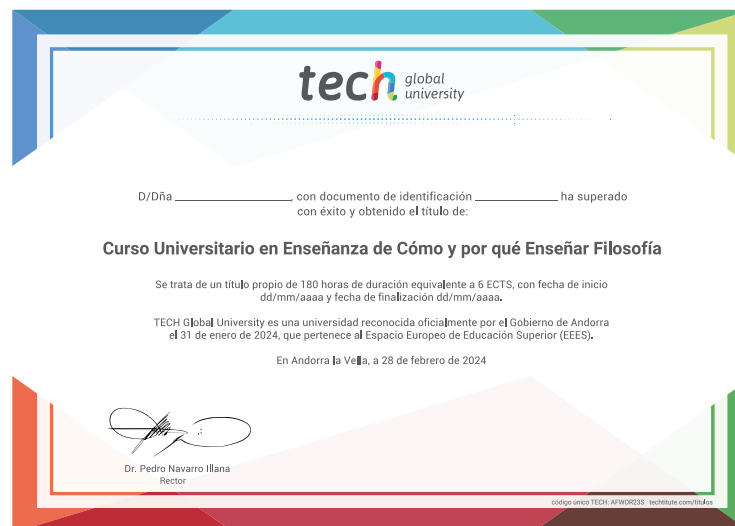 tech global university
D/Dña ____________________, con documento de identificación ______________ ha superado
con éxito y obtenido el título de:
Curso Universitario en Enseñanza de Cómo y por qué Enseñar Filosofía
Se trata de un título propio de 180 horas de duración equivalente a 6 ECTS, con fecha de inicio
dd/mm/aaaa y fecha de finalización dd/mm/aaaa.
TECH Global University es una universidad reconocida oficialmente por el Gobierno de Andorra
el 31 de enero de 2024, que pertenece al Espacio Europeo de Educación Superior (EEES).
En Andorra la Vella, a 28 de febrero de 2024
Dr. Pedro Navarro Illana
Rector
código único TECH: AFWOR23S techtitute.com/titulos